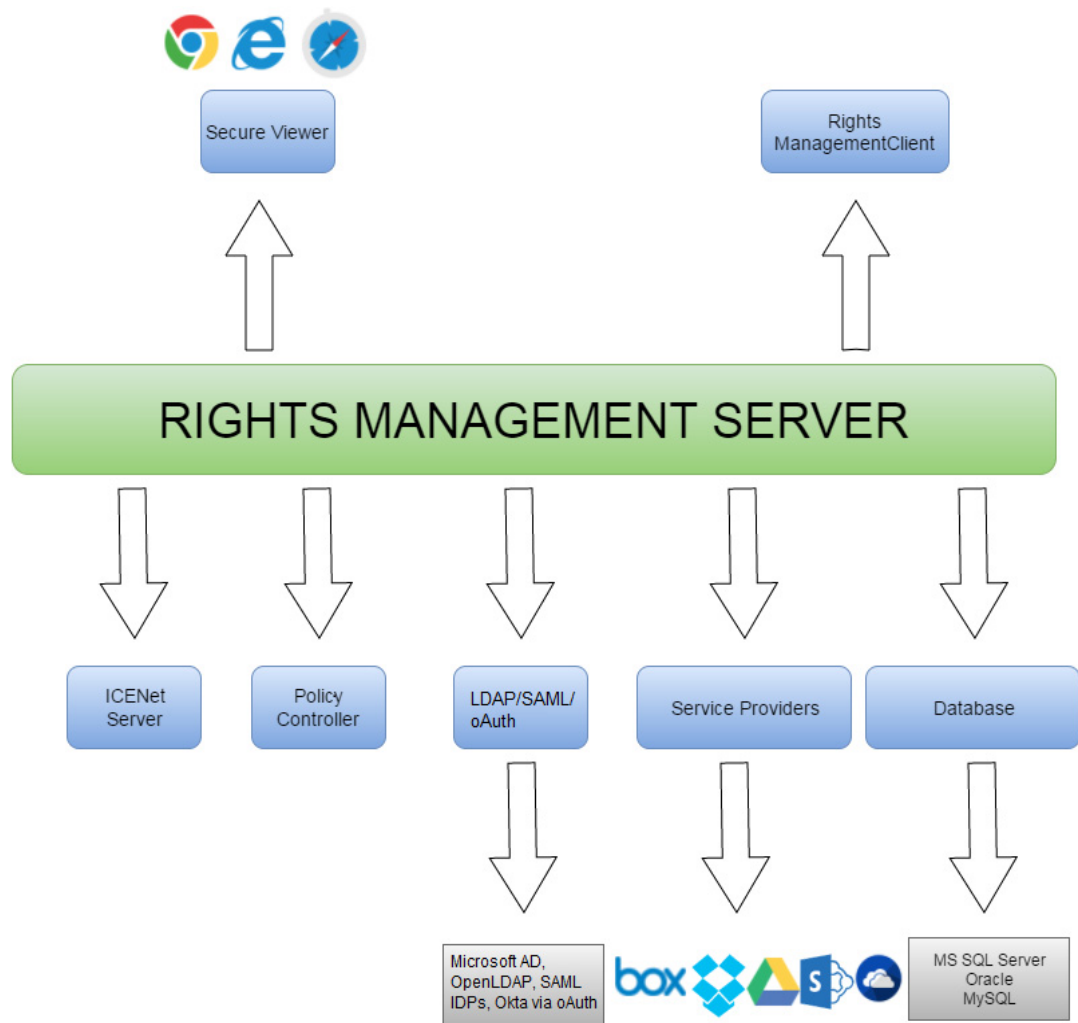 Secure Viewer
Rights
ManagementClient
RIGHTS MANAGEMENT SERVER
ICENet
Server
Policy
Controller
LDAP/SAML/
oAuth
Service Providers
Database
Microsoft AD,
OpenLDAP, SAML
IDPs, Okta via oAuth
box
S
MS SQL Server
Oracle
MySQL